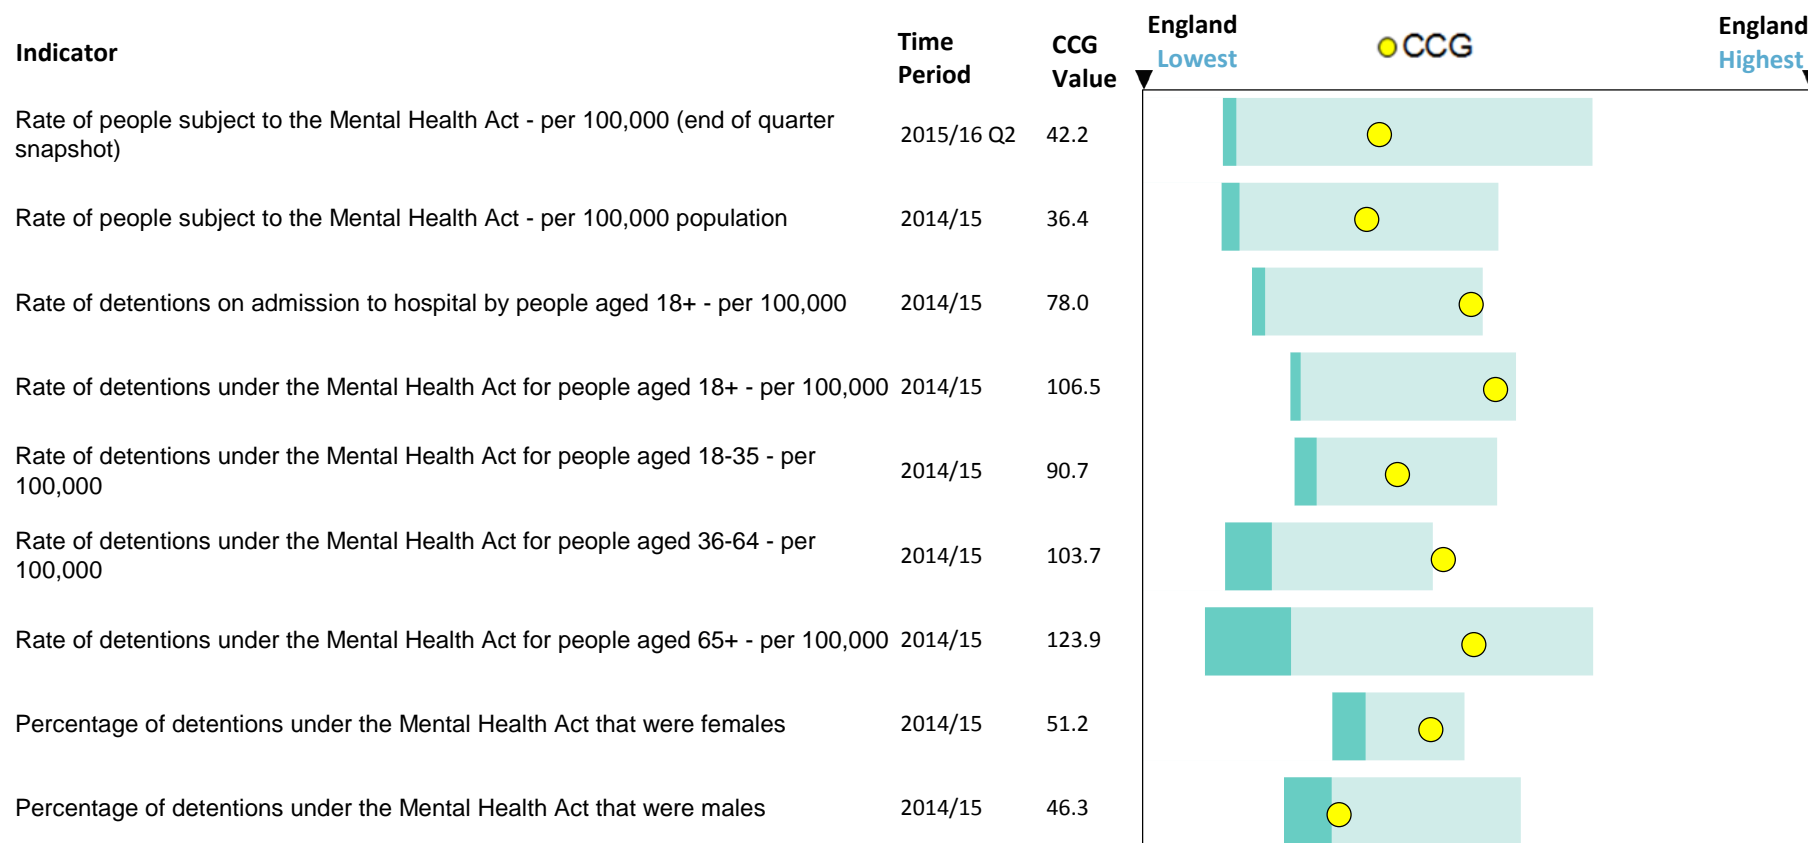 Indicator
Time Period
CCG Value
England Lowest
CCG
England Highest
Rate of people subject to the Mental Health Act - per 100,000 (end of quarter
snapshot)
2015/16 Q2
42.2
Rate of people subject to the Mental Health Act - per 100,000 population
2014/15
36.4
Rate of detentions on admission to hospital by people aged 18+ - per 100,000
2014/15
78.0
Rate of detentions under the Mental Health Act for people aged 18+ - per 100,000
2014/15
106.5
Rate of detentions under the Mental Health Act for people aged 18-35 - per
100,000
2014/15
90.7
Rate of detentions under the Mental Health Act for people aged 36-64 - per
100,000
2014/15
103.7
Rate of detentions under the Mental Health Act for people aged 65+ - per 100,000
2014/15
123.9
Percentage of detentions under the Mental Health Act that were females
2014/15
51.2
Percentage of detentions under the Mental Health Act that were males
2014/15
46.3